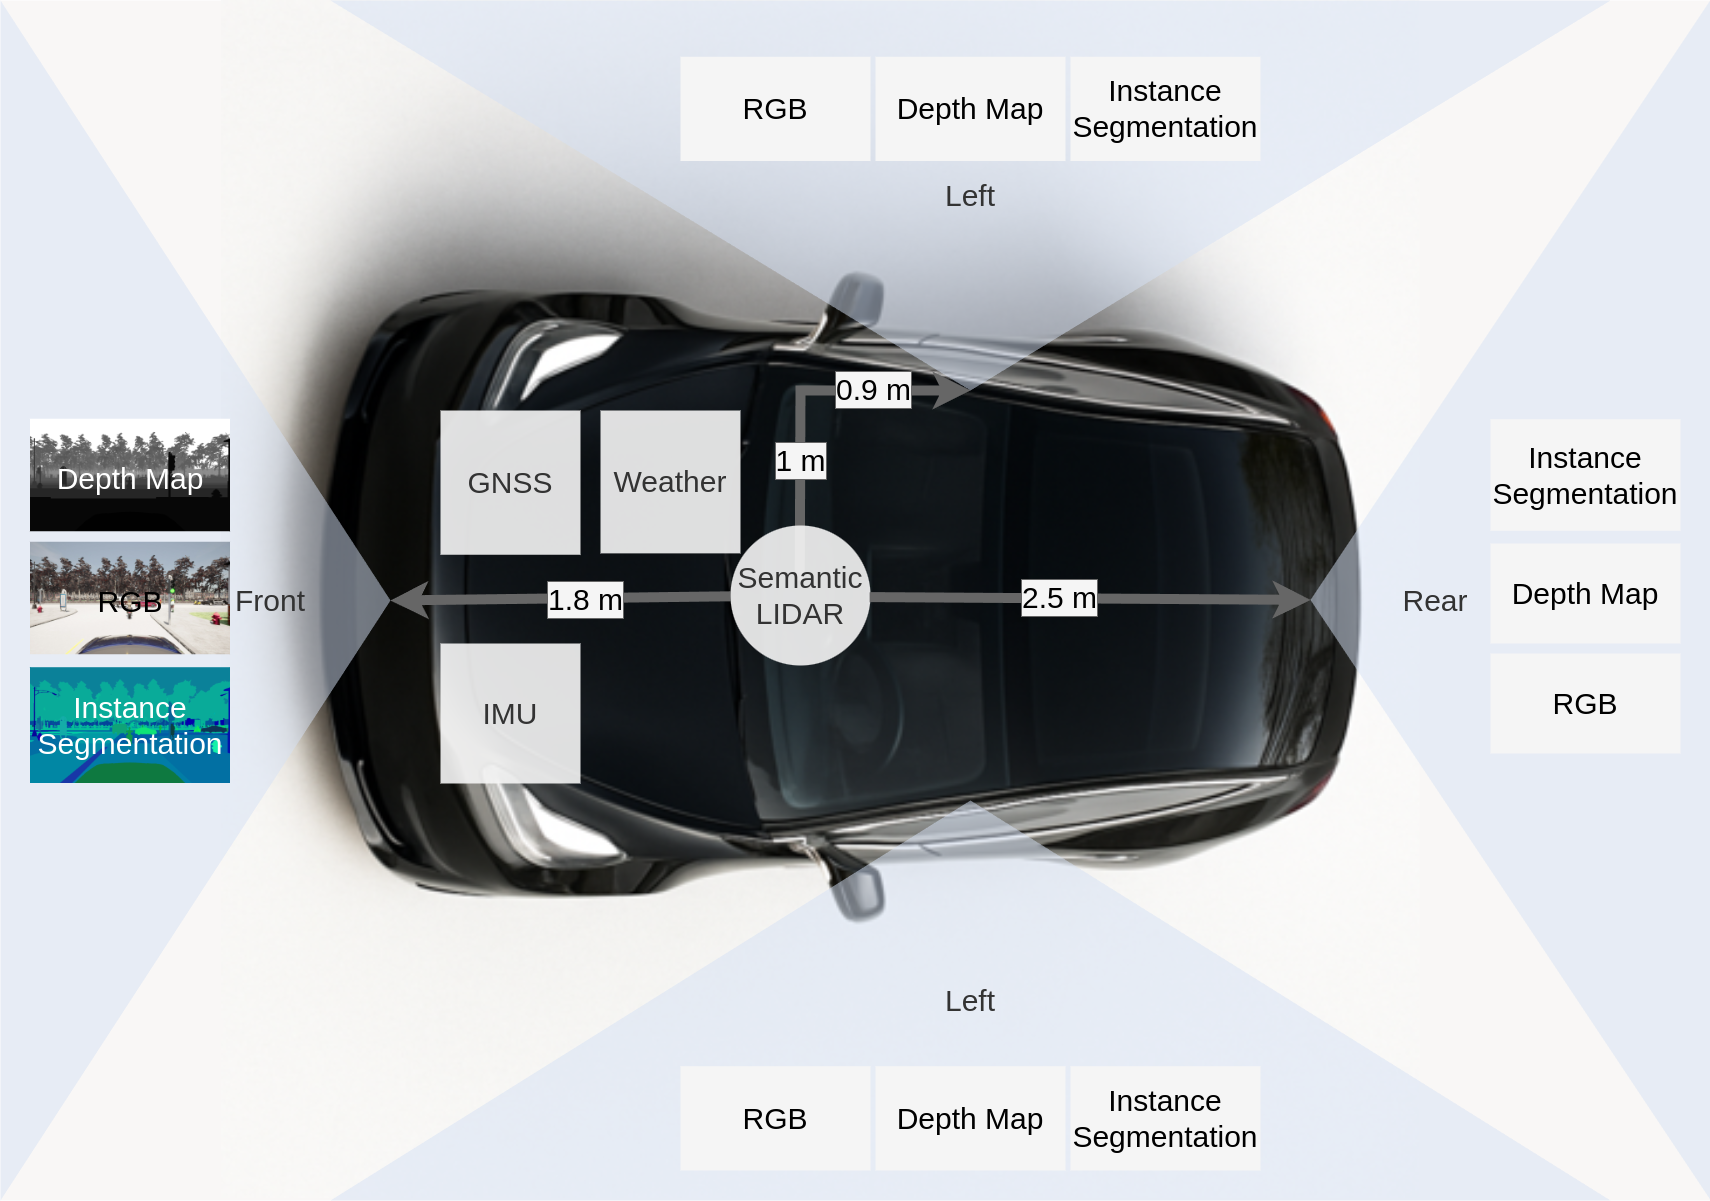 RGB
Depth Map
Instance
Segmentation
Left
0.9 m
1 m
GNSS
Weather
Depth Map
RGB
Instance
Segmentation
Front
1.8 m
Semantic
LIDAR
2.5 m
IMU
Rear
Instance
Segmentation
Depth Map
RGB
Left
RGB
Depth Map
Instance
Segmentation